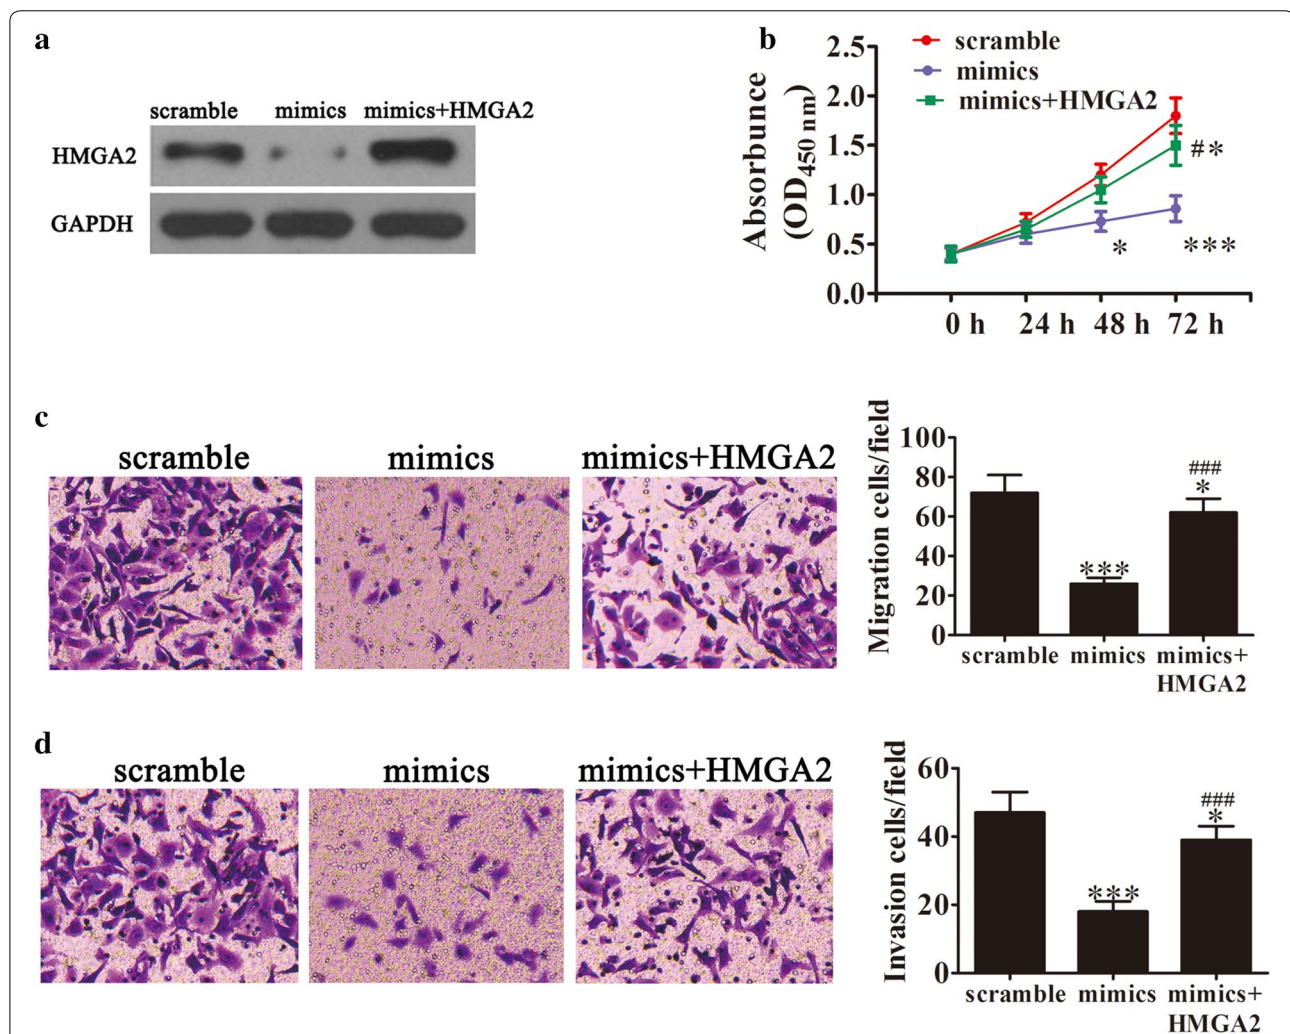 a
scramble mimics mimics+HMGA2
HMGA2
GAPDH
b
scramble
mimics
mimics+HMGA2
Absorbunce
(OD450 nm)
2.5
2.0
1.5
1.0
0.5
0.0
#*
*
***
0 h 24 h 48 h 72 h
c
scramble mimics mimics+HMGA2
Migration cells/field
100
80
60
40
20
0
***
###
*
scramble mimics mimics+
HMGA2
d
scramble mimics mimics+HMGA2
Invasion cells/field
60
40
20
0
***
###
*
scramble mimics mimics+
HMGA2